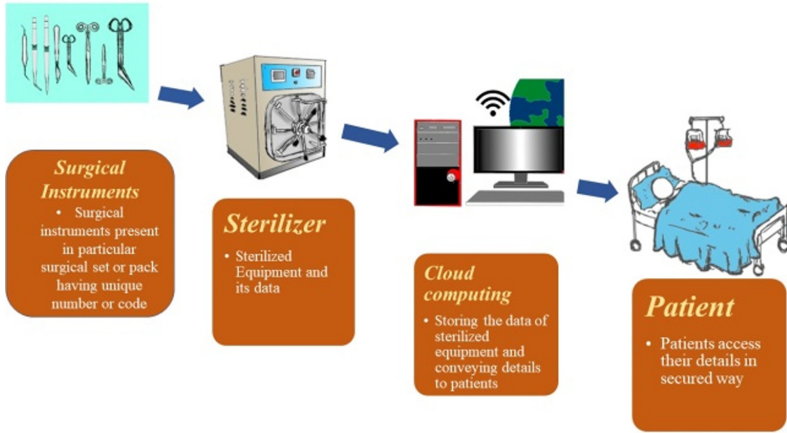 Surgical
Instruments
• Surgical
instruments present
in particular
surgical set or pack
having unique
number or code
Sterilizer
• Sterilized
Equipment and
its data
Cloud
computing
• Storing the data of
sterilized
equipment and
conveying details
to patients
Patient
• Patients access
their details in
secured way